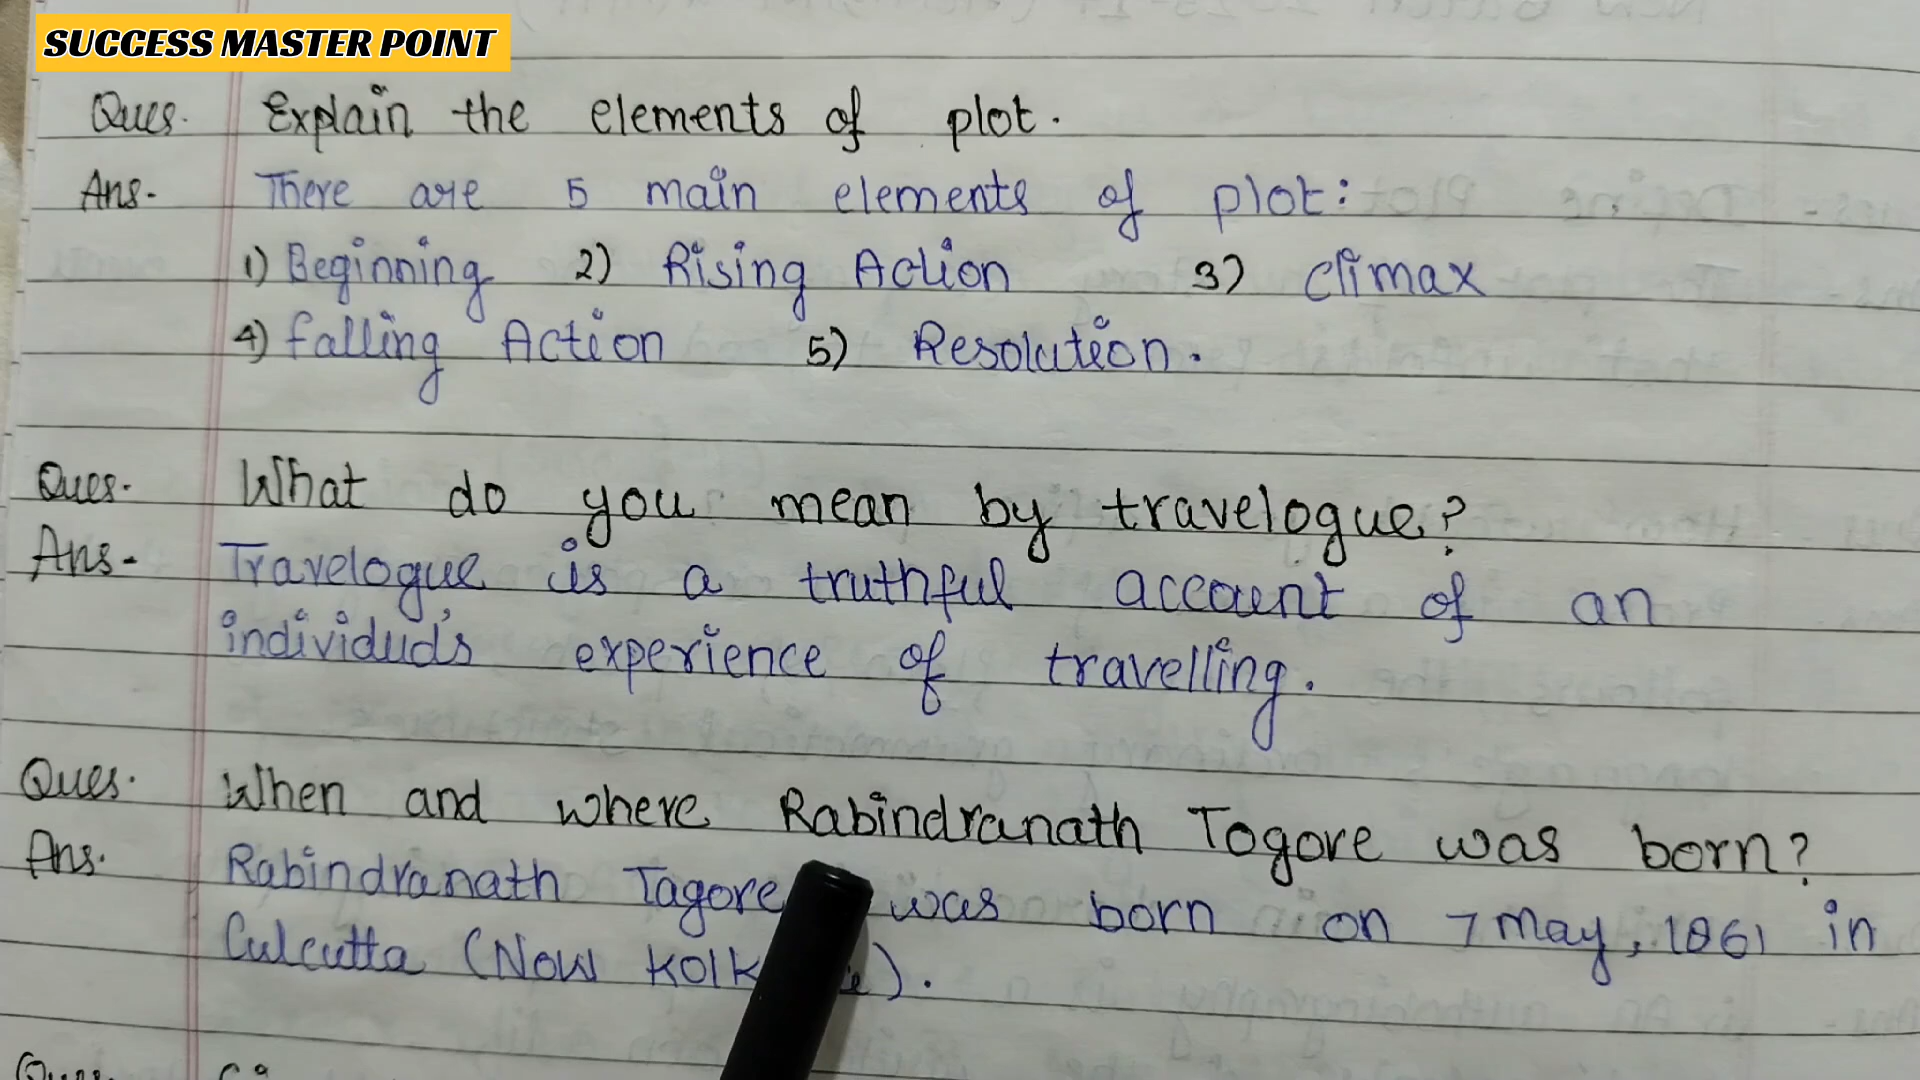 SUCCESS MASTER POINT
Ques. Explain the elements of plot.
Ans- There are 5 main elements of plot:
1) Beginning 2) Rising Action 3) Climax
4) falling Action 5) Resolution.
Ques. What do you mean by travelogue?
Ans- Travelogue is a truthful account of an
individud's experience of travelling.
Ques. When and where Rabindranath Togore was born?
Ans. Rabindranath Tagore was born on 7 may, 1861 in
Culcutta (Now